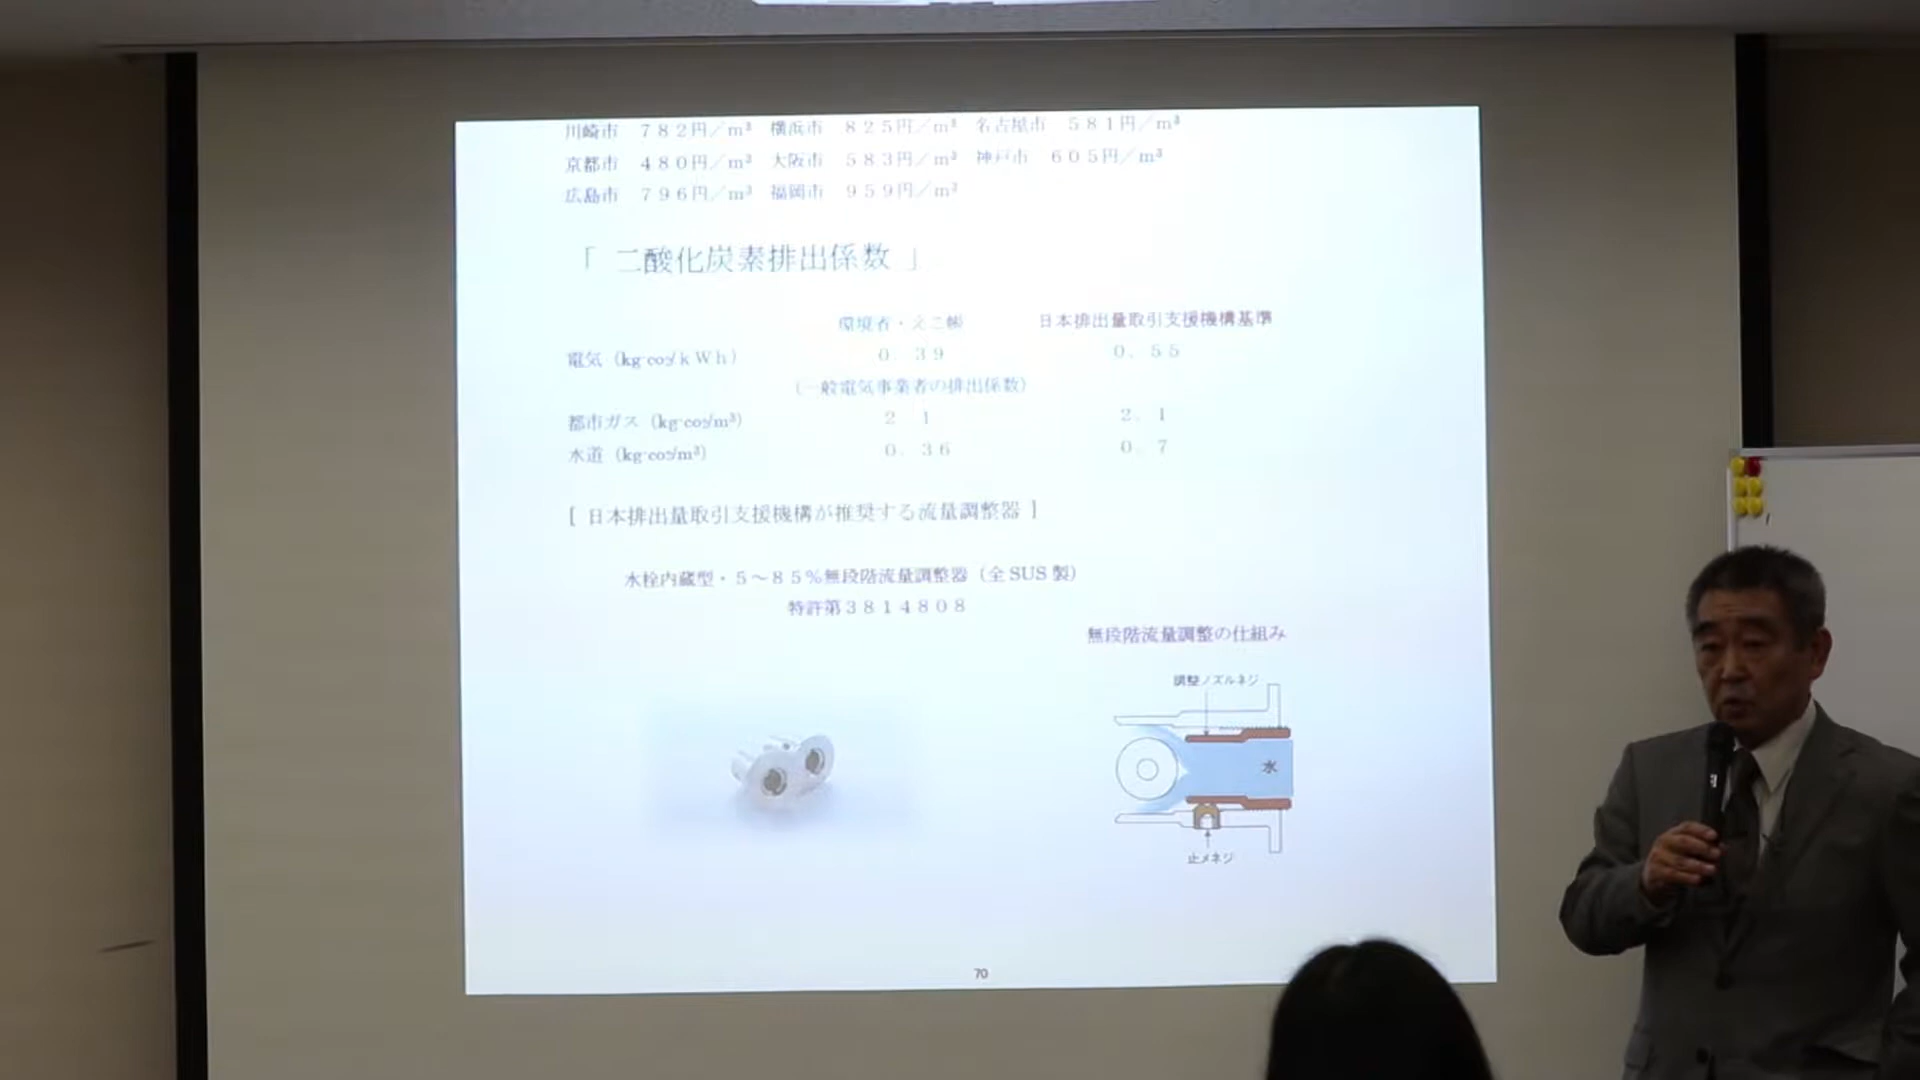 川崎市 782円/m³ 横浜市 825円/m³ 名古屋市 581円/m³
京都市 480円/m³ 大阪市 583円/m³ 神戸市 605円/m³
広島市 796円/m³ 福岡市 959円/m³
「 二酸化炭素排出係数 」
環境省・えこ帳 日本排出量取引支援機構基準
電気(kg-co₂/kWh) 0.39 0.55
(一般電気事業者の排出係数)
都市ガス(kg-co₂/m³) 2.1 2.1
水道(kg-co₂/m³) 0.36 0.7
[ 日本排出量取引支援機構が推奨する流量調整器 ]
水栓内蔵型・5～85%無段階流量調整器(全SUS製)
特許第3814808
無段階流量調整の仕組み
調整ノズルネジ
水
止メネジ
70